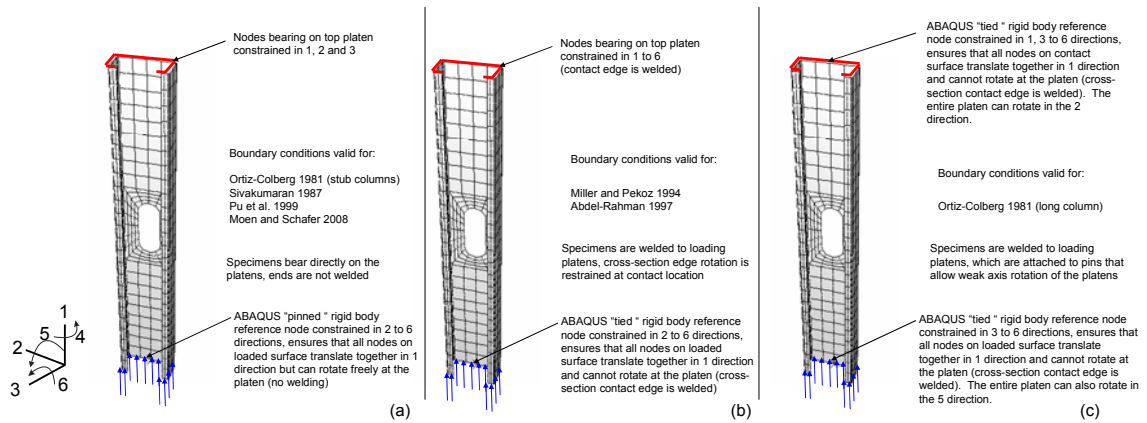 Nodes bearing on top platen
constrained in 1, 2 and 3
Boundary conditions valid for:
Ortiz-Colberg 1981 (stub columns)
Sivakumaran 1987
Pu et al. 1999
Moen and Schafer 2008
Specimens bear directly on the
platens, ends are not welded
ABAQUS “pinned “ rigid body
reference node constrained in 2 to 6
directions, ensures that all nodes on
loaded surface translate together in 1
direction but can rotate freely at the
platen (no welding)
1
5
4
2
3
6
(a)
Nodes bearing on top platen
constrained in 1 to 6
(contact edge is welded)
Boundary conditions valid for:
Miller and Pekoz 1994
Abdel-Rahman 1997
Specimens are welded to loading
platens, cross-section edge rotation is
restrained at contact location
ABAQUS “tied “ rigid body reference
node constrained in 2 to 6 directions,
ensures that all nodes on loaded
surface translate together in 1 direction
and cannot rotate at the platen (cross-
section contact edge is welded)
(b)
ABAQUS “tied “ rigid body reference
node constrained in 1, 3 to 6 directions,
ensures that all nodes on contact
surface translate together in 1 direction
and cannot rotate at the platen (cross-
section contact edge is welded). The
entire platen can rotate in the 2
direction.
Boundary conditions valid for:
Ortiz-Colberg 1981 (long column)
Specimens are welded to loading
platens, which are attached to pins that
allow weak axis rotation of the platens
ABAQUS “tied “ rigid body reference node
constrained in 3 to 6 directions, ensures that
all nodes on loaded surface translate
together in 1 direction and cannot rotate at
the platen (cross-section contact edge is
welded). The entire platen can also rotate in
the 5 direction.
(c)